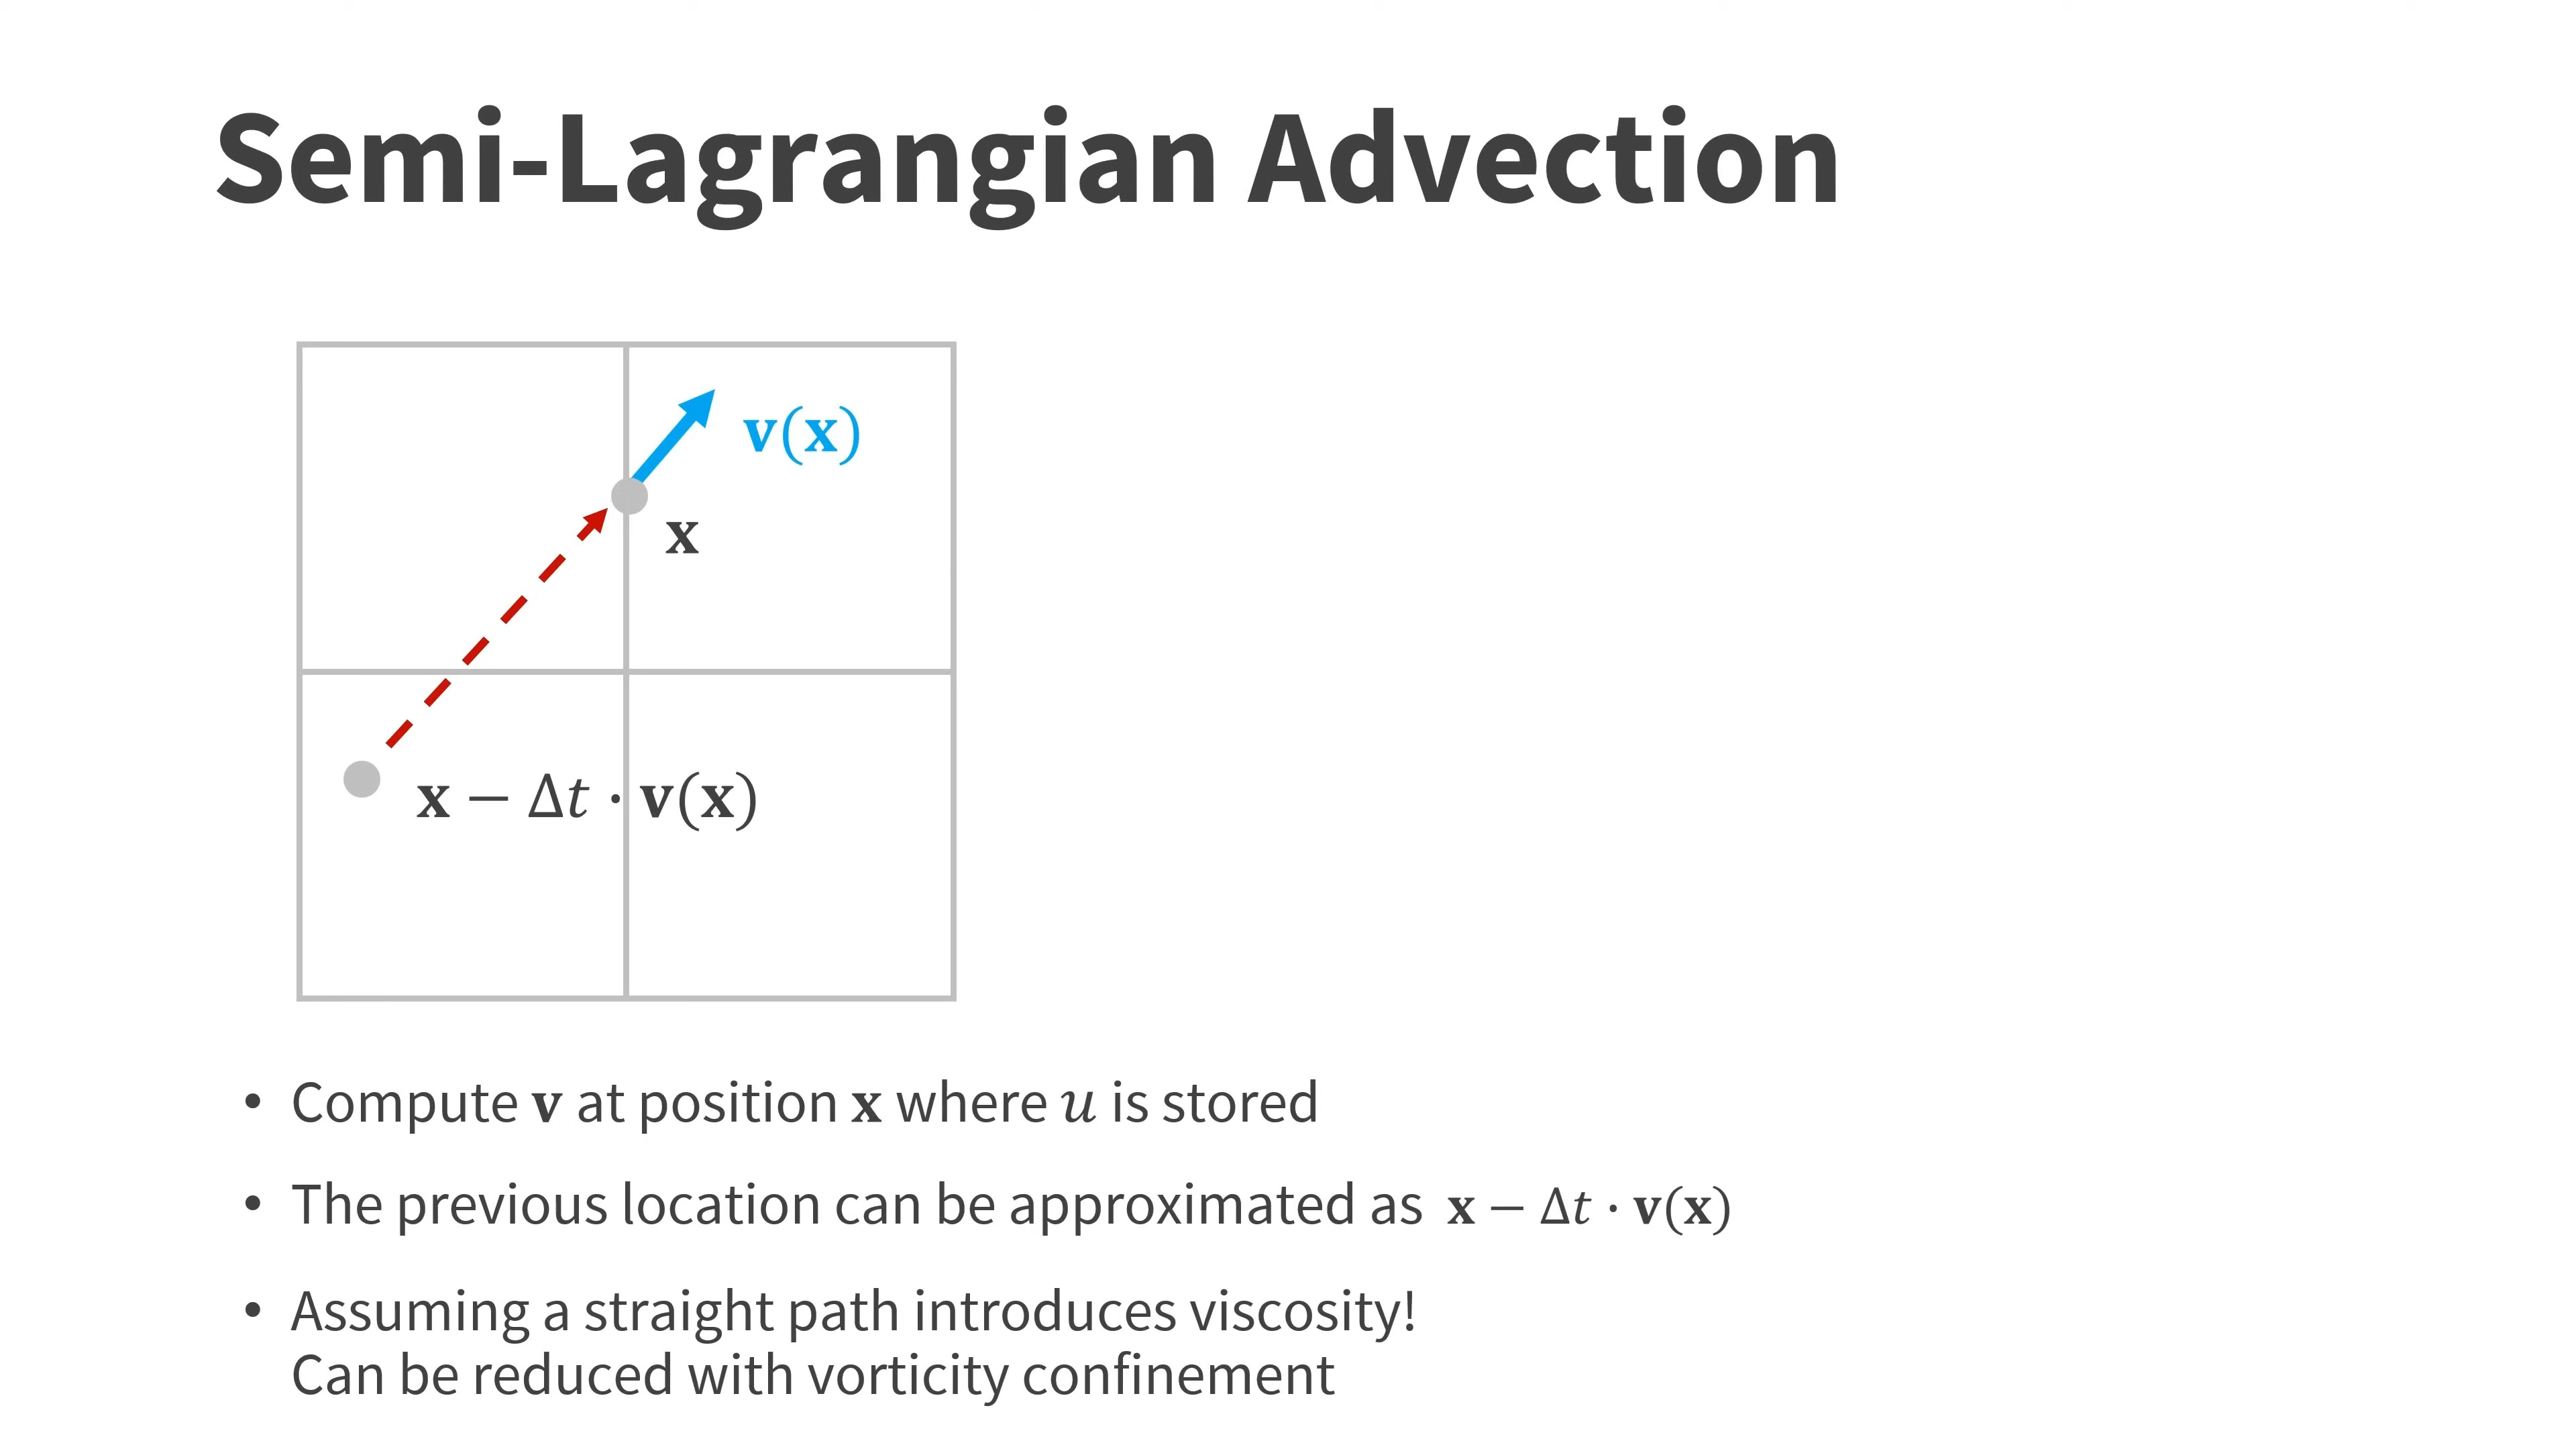 Semi-Lagrangian Advection
v(x)
x
x − Δt · v(x)
• Compute v at position x where u is stored
• The previous location can be approximated as x − Δt · v(x)
• Assuming a straight path introduces viscosity!
Can be reduced with vorticity confinement